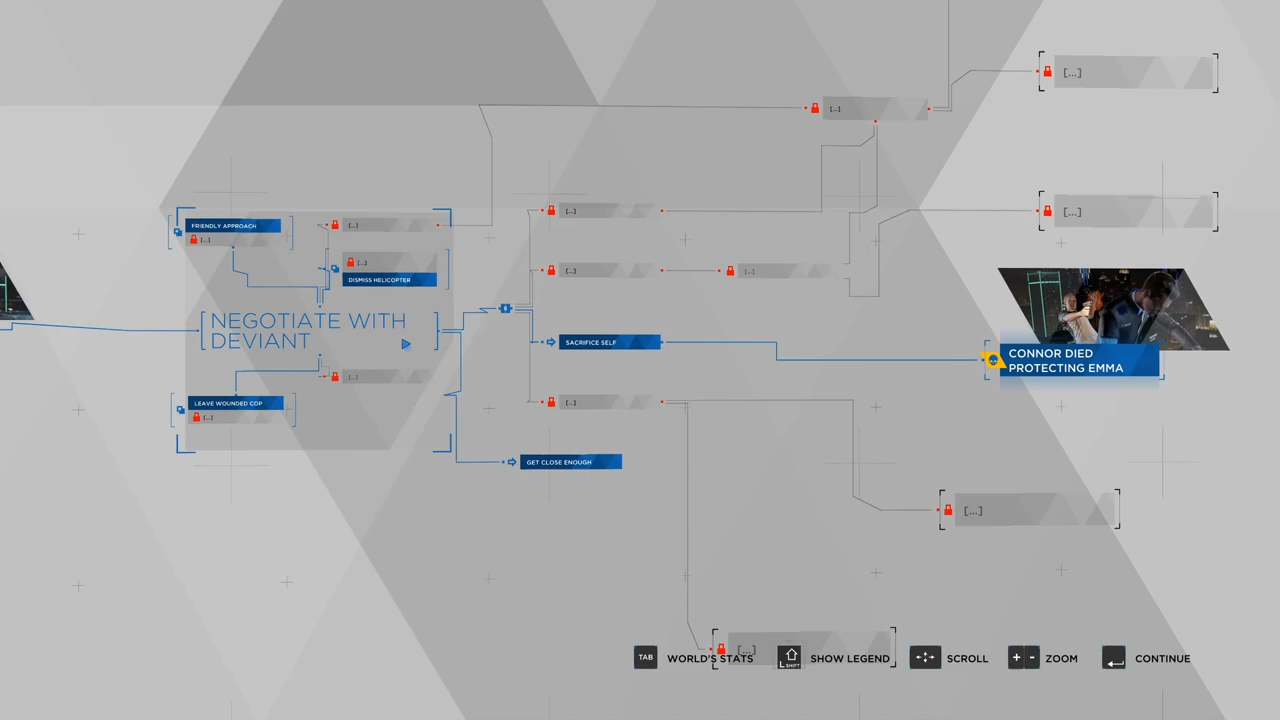 [...]
[...]
[...]
[...]
FRIENDLY APPROACH
[...]
[...]
[...]
DISMISS HELICOPTER
[...]
[...]
NEGOTIATE WITH
DEVIANT
SACRIFICE SELF
CONNOR DIED
PROTECTING EMMA
[...]
LEAVE WOUNDED COP
[...]
[...]
GET CLOSE ENOUGH
[...]
[...]
TAB WORLD'S STATS
L SHIFT SHOW LEGEND
SCROLL
+ - ZOOM
CONTINUE